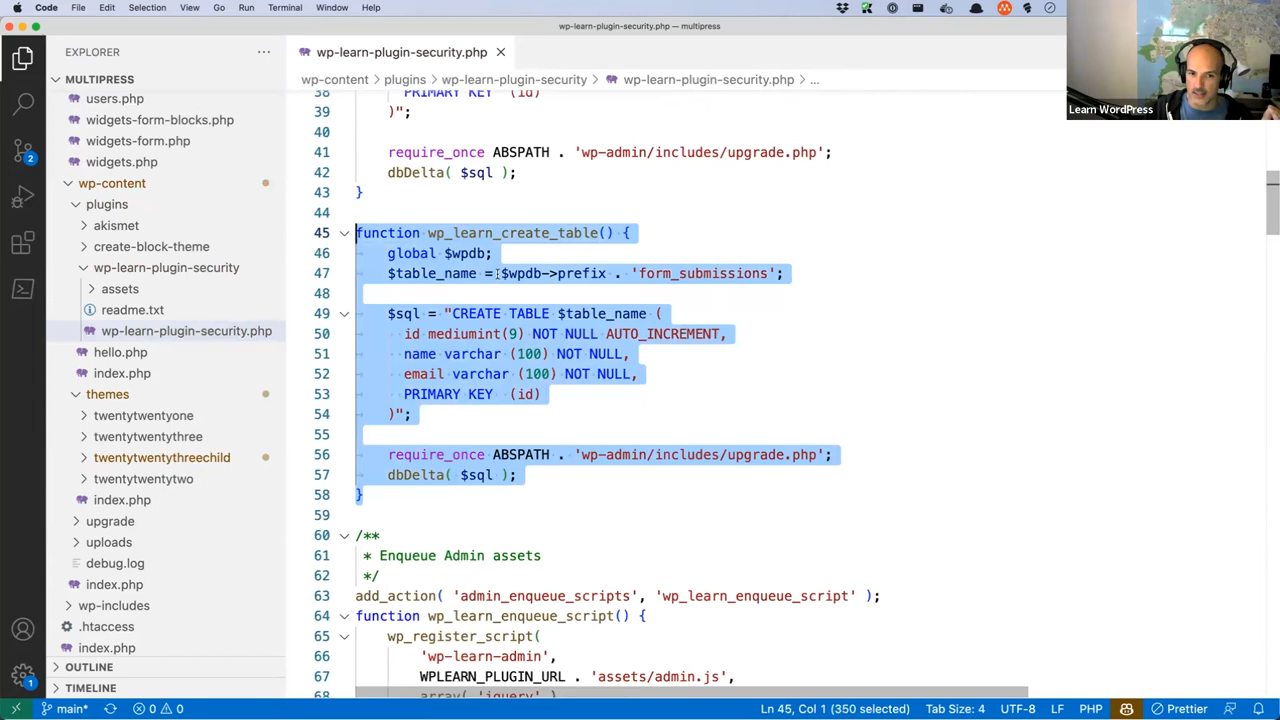 Code File Edit Selection View Go Run Terminal Window Help
wp-learn-plugin-security.php — multipress
EXPLORER
MULTIPRESS
users.php
widgets-form-blocks.php
widgets-form.php
widgets.php
wp-content
plugins
akismet
create-block-theme
wp-learn-plugin-security
assets
readme.txt
wp-learn-plugin-security.php
hello.php
index.php
themes
twentytwentyone
twentytwentythree
twentytwentythreechild
twentytwentytwo
index.php
upgrade
uploads
debug.log
index.php
wp-includes
.htaccess
index.php
OUTLINE
TIMELINE
2
1
wp-learn-plugin-security.php
wp-content > plugins > wp-learn-plugin-security > wp-learn-plugin-security.php > ...
38 PRIMARY KEY (id)
39 )";
40
41 require_once ABSPATH . 'wp-admin/includes/upgrade.php';
42 dbDelta( $sql );
43 }
44
45 function wp_learn_create_table() {
46 global $wpdb;
47 $table_name = $wpdb->prefix . 'form_submissions';
48
49 $sql = "CREATE TABLE $table_name (
50 id mediumint(9) NOT NULL AUTO_INCREMENT,
51 name varchar (100) NOT NULL,
52 email varchar (100) NOT NULL,
53 PRIMARY KEY (id)
54 )";
55
56 require_once ABSPATH . 'wp-admin/includes/upgrade.php';
57 dbDelta( $sql );
58 }
59
60 /**
61 * Enqueue Admin assets
62 */
63 add_action( 'admin_enqueue_scripts', 'wp_learn_enqueue_script' );
64 function wp_learn_enqueue_script() {
65 wp_register_script(
66 'wp-learn-admin',
67 WPLEARN_PLUGIN_URL . 'assets/admin.js',
68 array( 'jquery' )
Learn WordPress
main* 0 0 Ln 45, Col 1 (350 selected) Tab Size: 4 UTF-8 LF PHP Prettier